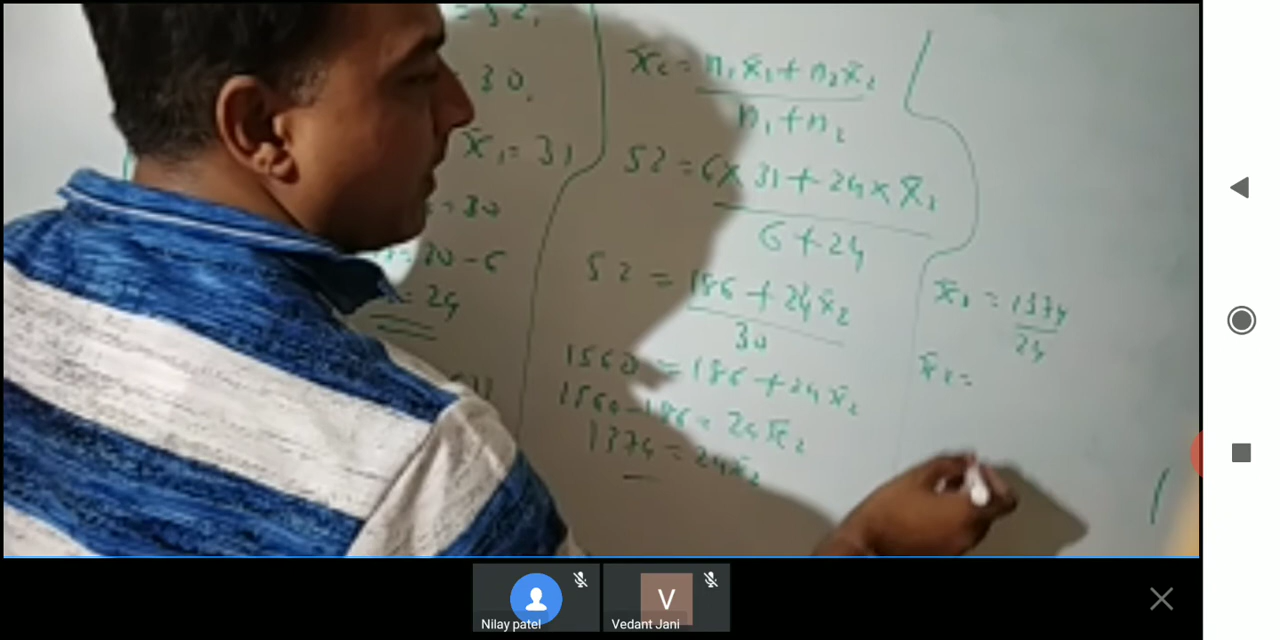 = 52,
30.
x̄₁ = 31
= 30
= 30 - 6
= 24
x̄c = n₁x̄₁ + n₂x̄₂
n₁ + n₂
52 = 6 × 31 + 24 × x̄₂
6 + 24
52 = 186 + 24x̄₂
30
1560 = 186 + 24x̄₂
1560 - 186 = 24x̄₂
1374 = 24x̄₂
x̄₂ = 1374
24
x̄₂ =
V
Nilay patel
Vedant Jani